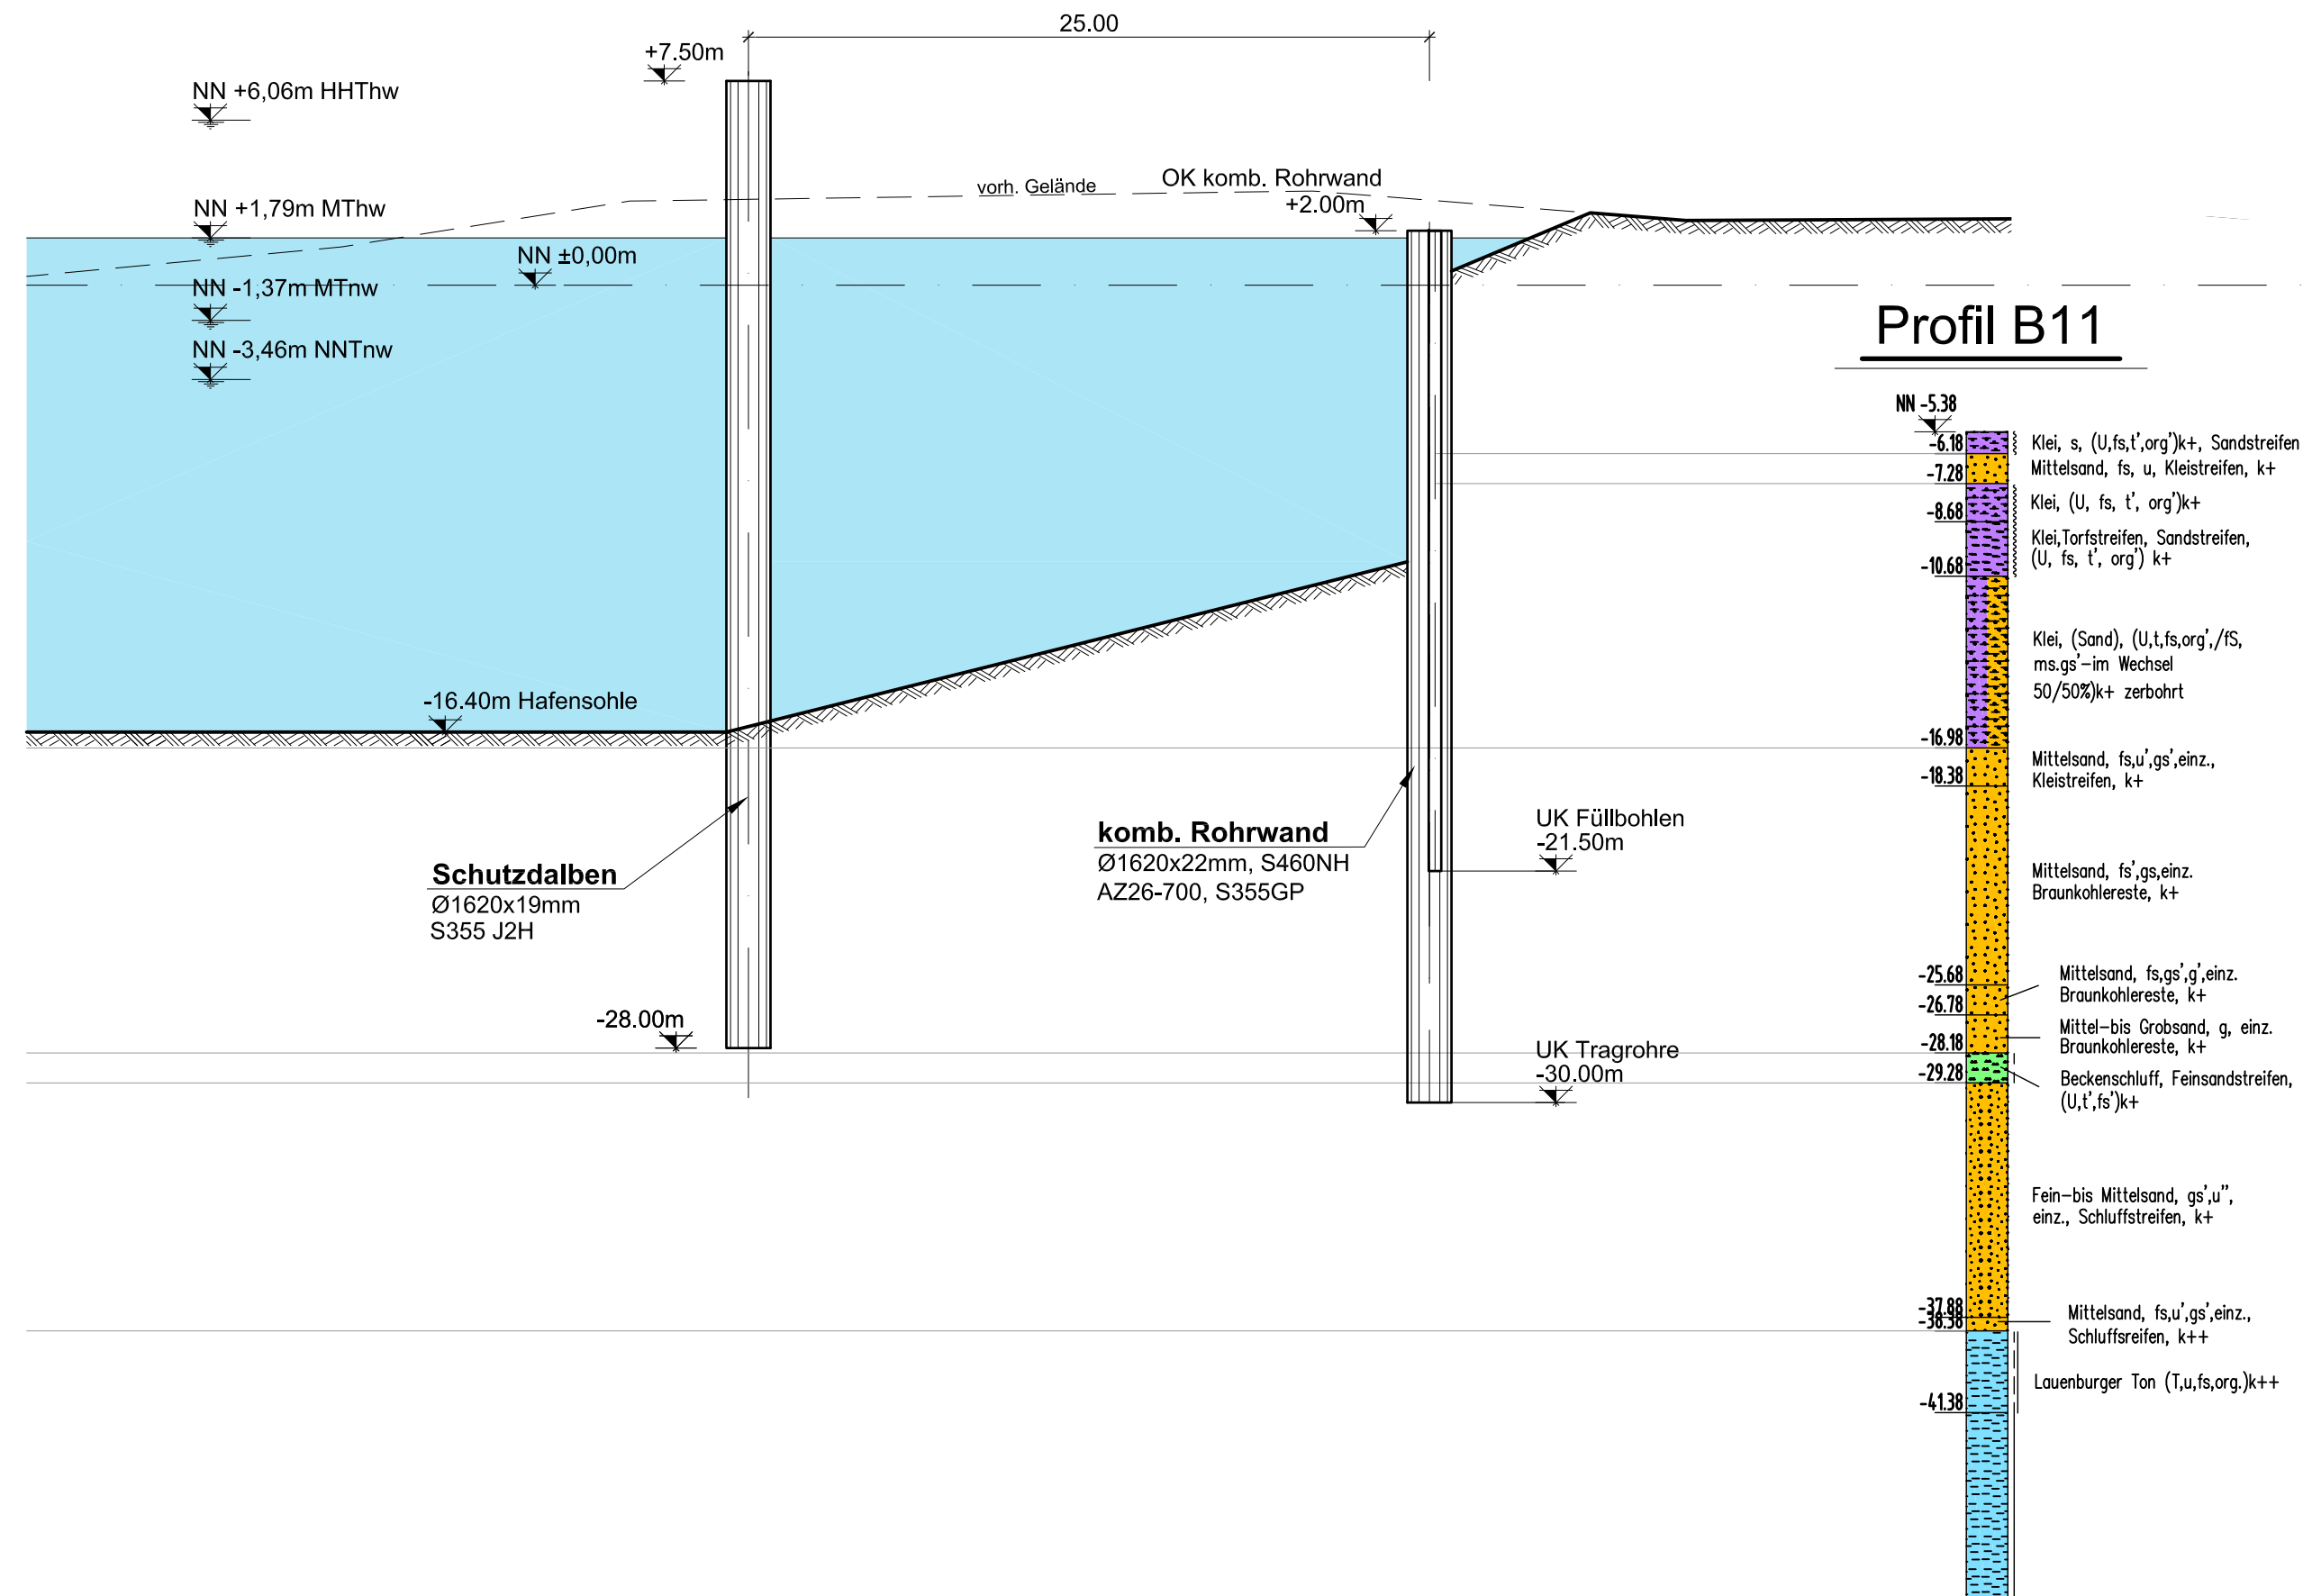 25.00
+7.50m
NN +6,06m HHThw
vorh. Gelände
OK komb. Rohrwand
+2.00m
NN +1,79m MThw
NN ±0,00m
NN -1,37m MTnw
NN -3,46m NNTnw
-16.40m Hafensohle
Schutzdalben
Ø1620x19mm
S355 J2H
-28.00m
komb. Rohrwand
Ø1620x22mm, S460NH
AZ26-700, S355GP
UK Füllbohlen
-21.50m
UK Tragrohre
-30.00m
Profil B11
NN -5.38
-6.18
Klei, s, (U,fs,t',org')k+, Sandstreifen
Mittelsand, fs, u, Kleistreifen, k+
-7.28
Klei, (U, fs, t', org')k+
-8.68
Klei,Torfstreifen, Sandstreifen,
(U, fs, t', org') k+
-10.68
Klei, (Sand), (U,t,fs,org',/fS,
ms.gs'-im Wechsel
50/50%)k+ zerbohrt
-16.98
Mittelsand, fs,u',gs',einz.,
Kleistreifen, k+
-18.38
Mittelsand, fs',gs,einz.
Braunkohlereste, k+
-25.68
Mittelsand, fs,gs',g',einz.
Braunkohlereste, k+
-26.78
Mittel-bis Grobsand, g, einz.
Braunkohlereste, k+
-28.18
-29.28
Beckenschluff, Feinsandstreifen,
(U,t',fs')k+
Fein-bis Mittelsand, gs',u'',
einz., Schluffstreifen, k+
-37.88
-38.38
Mittelsand, fs,u',gs',einz.,
Schluffsreifen, k++
Lauenburger Ton (T,u,fs,org.)k++
-41.38